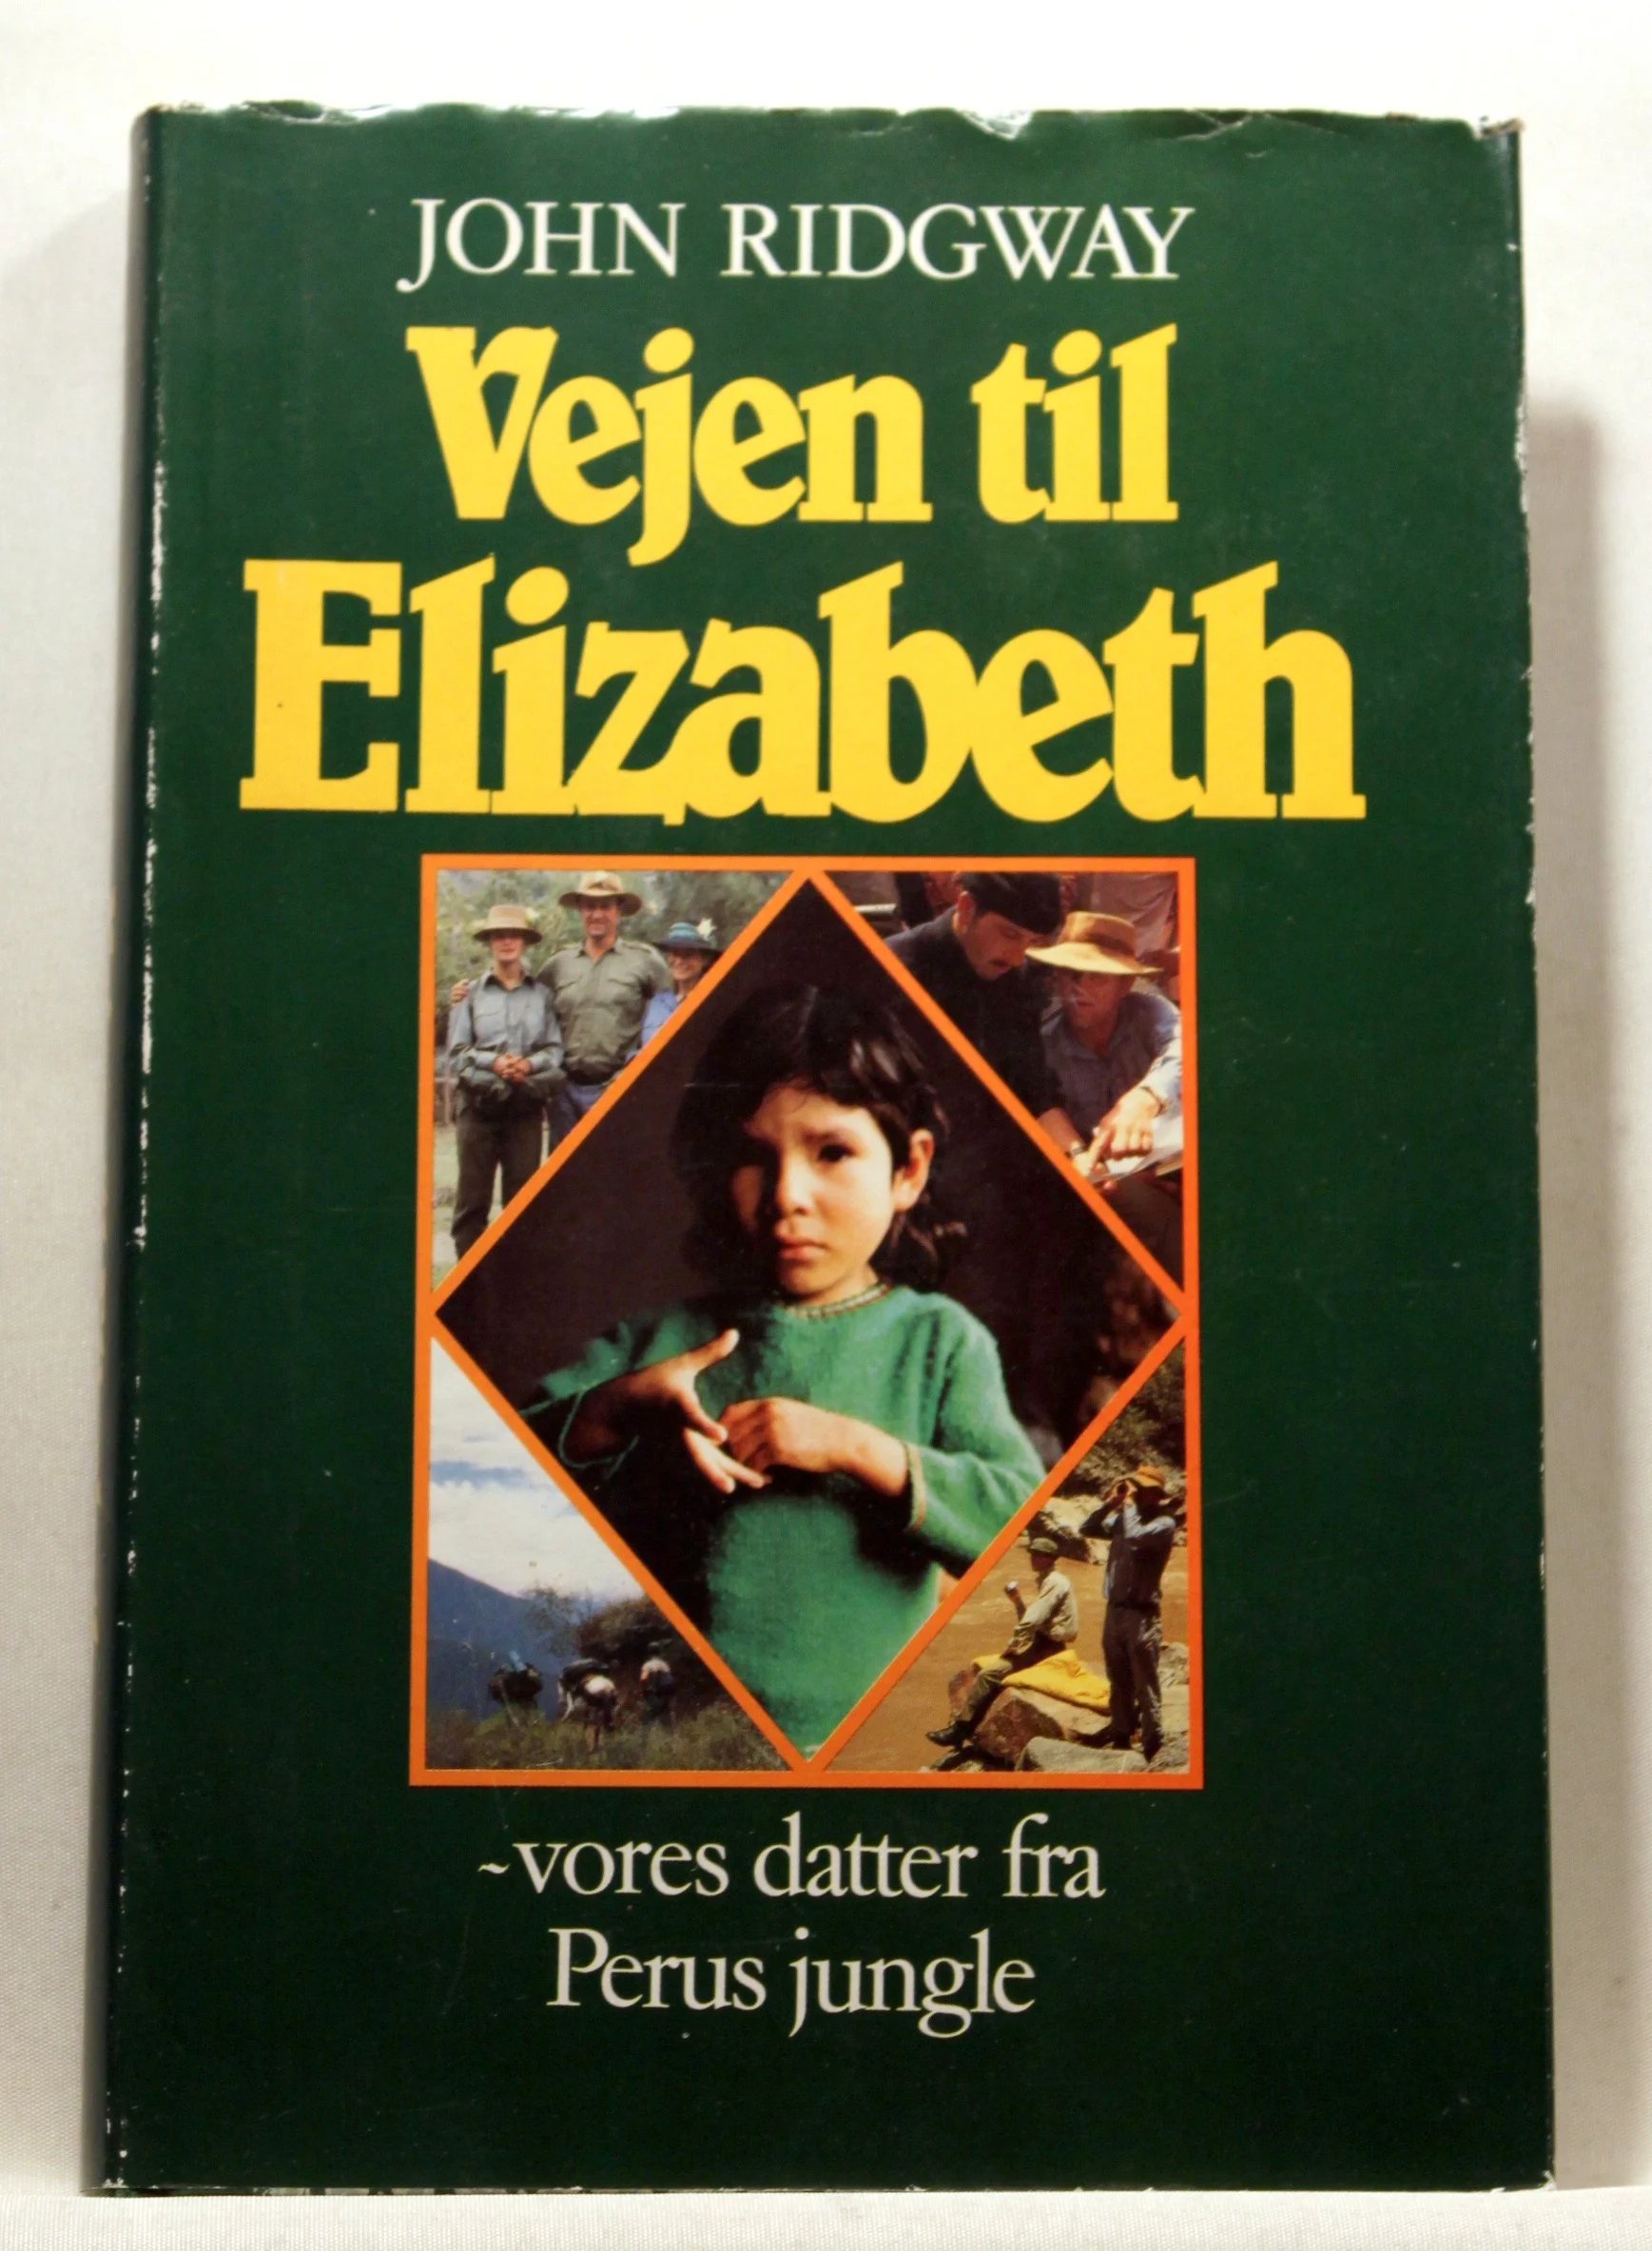 JOHN RIDGWAY
Vejen til
Elizabeth
-vores datter fra
Perus jungle